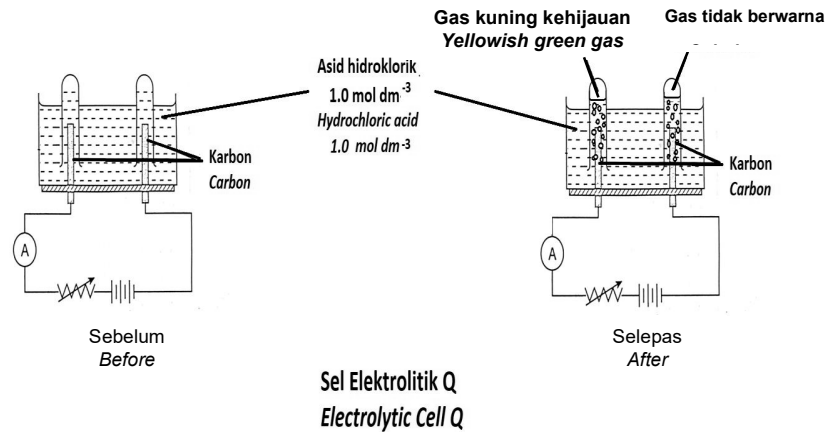 Gas kuning kehijauan
Yellowish green gas
Gas tidak berwarna
Asid hidroklorik
1.0 mol dm-3
Hydrochloric acid
1.0 mol dm-3
Karbon
Carbon
Karbon
Carbon
A
A
Sebelum
Before
Selepas
After
Sel Elektrolitik Q
Electrolytic Cell Q